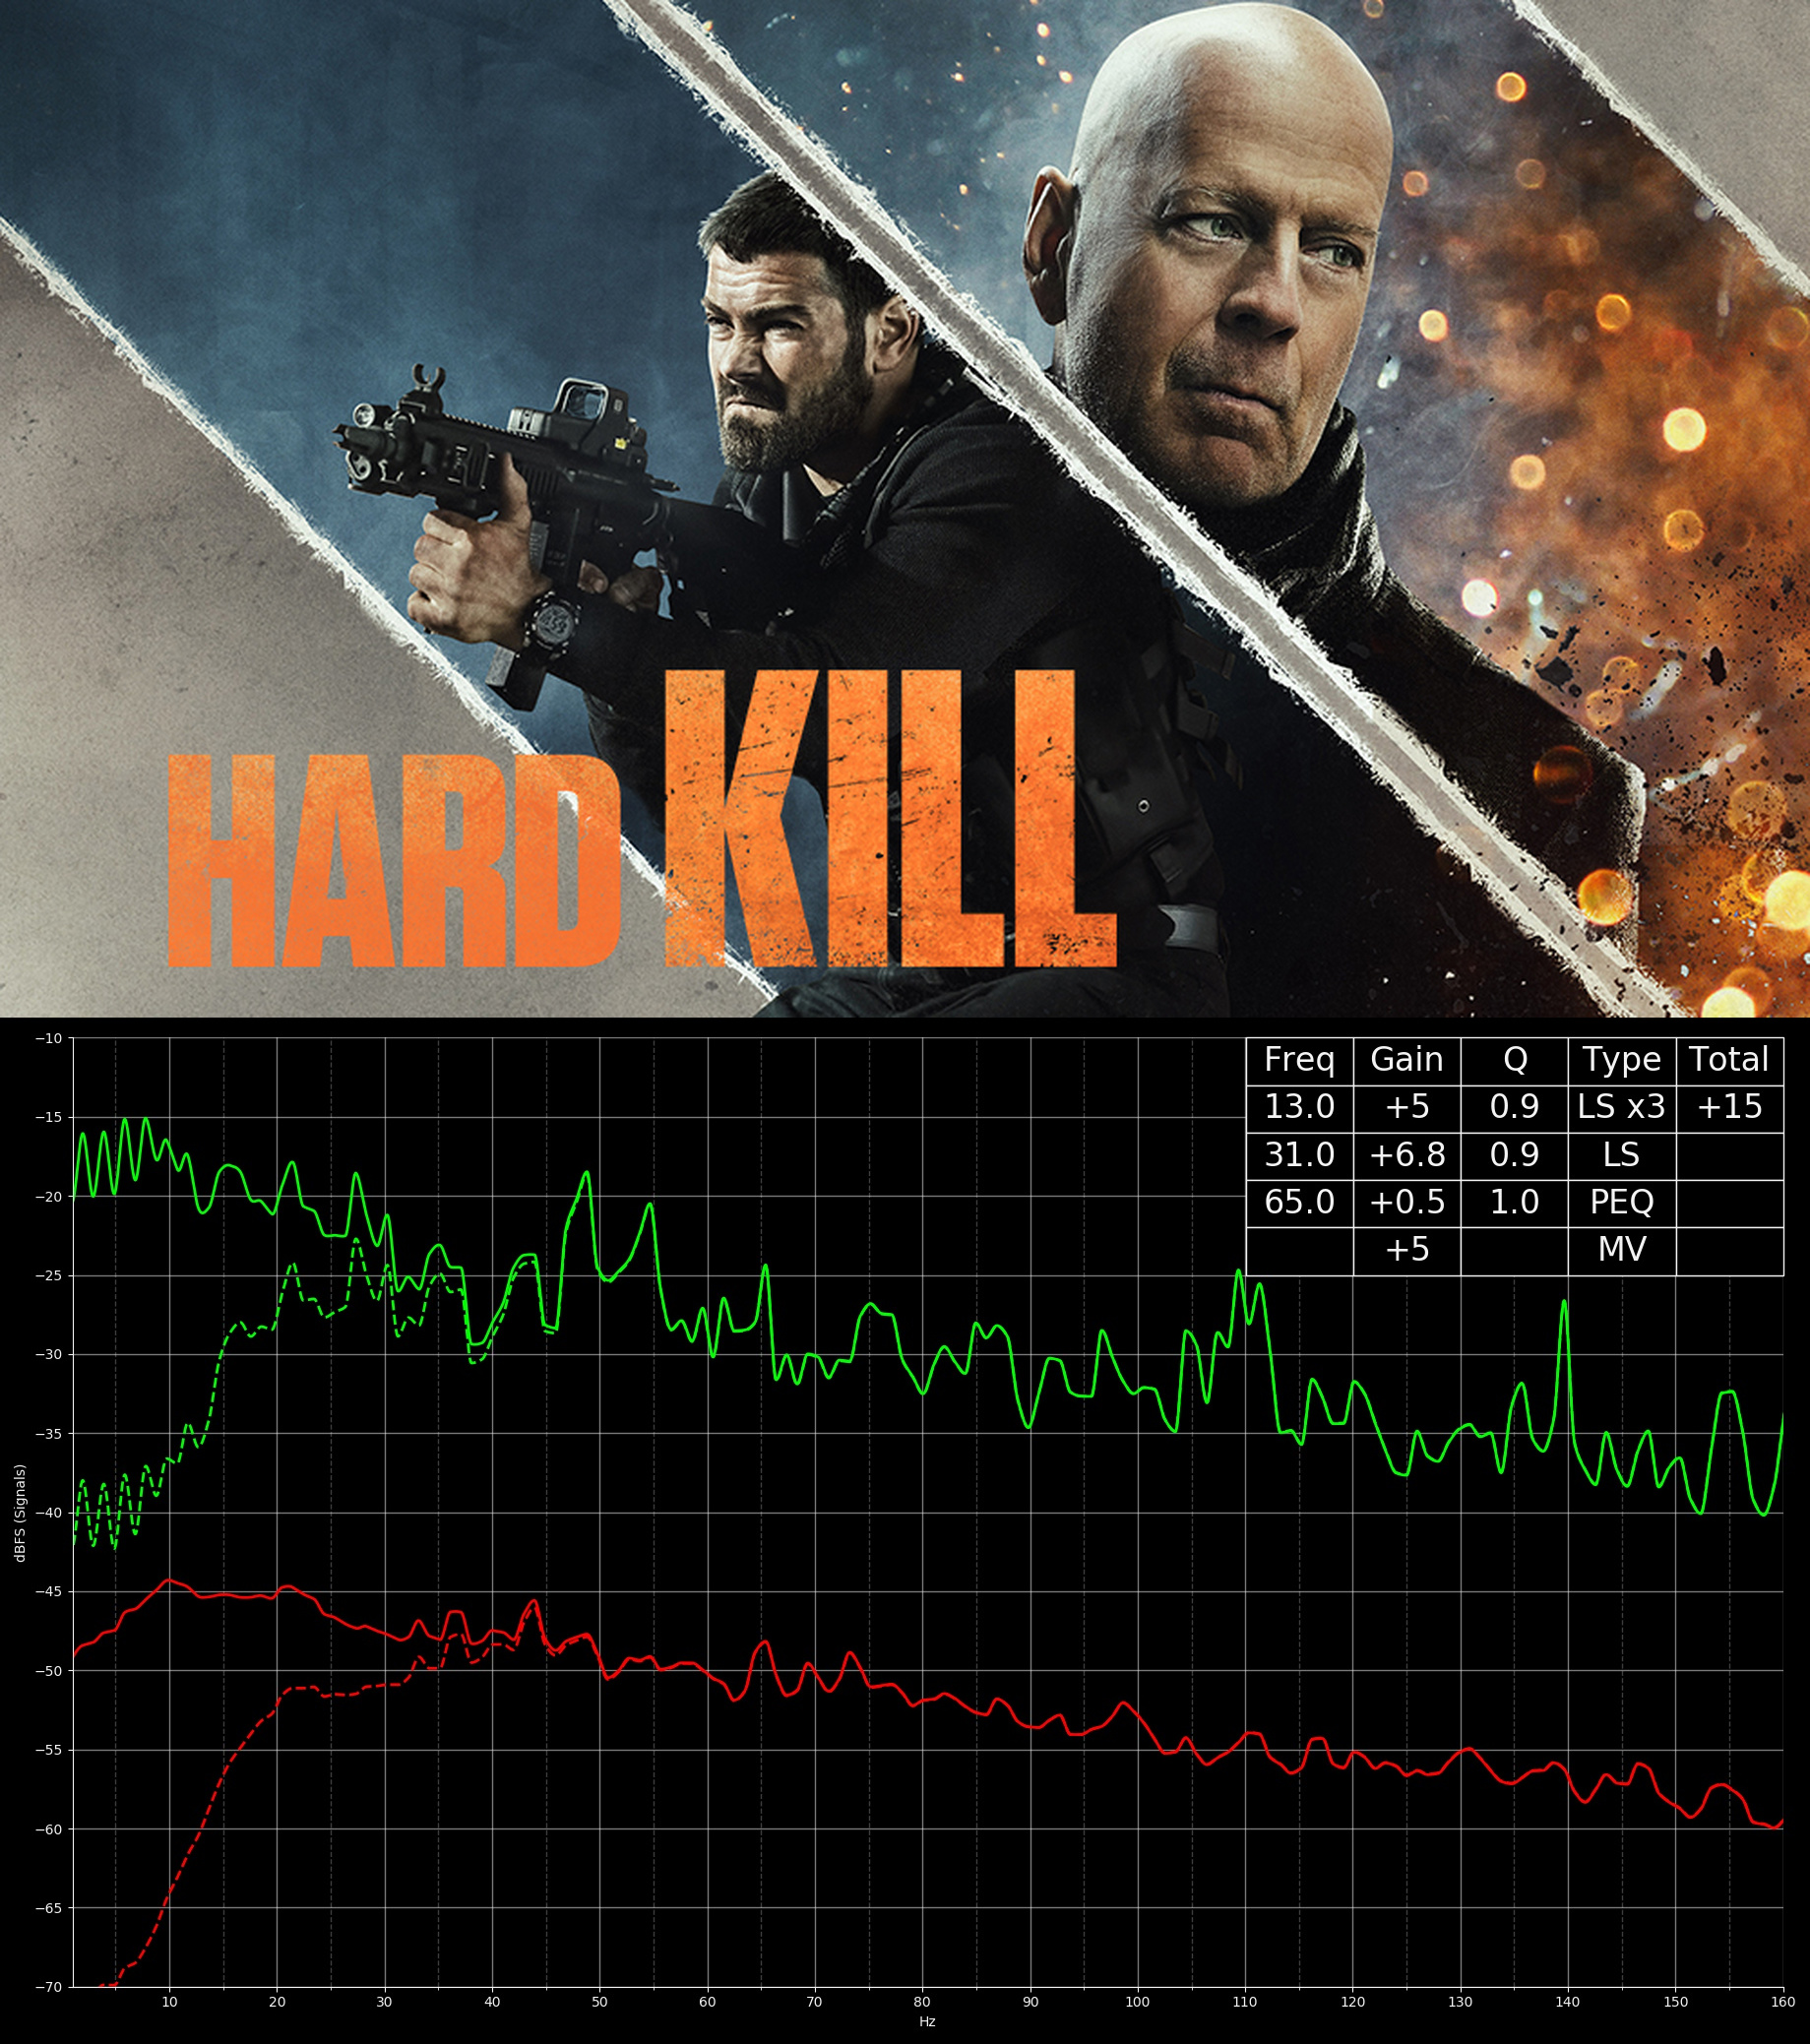 HARD KILL
Freq Gain Q Type Total
13.0 +5 0.9 LS x3 +15
31.0 +6.8 0.9 LS
65.0 +0.5 1.0 PEQ
+5 MV
−10
−15
−20
−25
−30
−35
−40
−45
−50
−55
−60
−65
−70
dBFS (Signals)
10 20 30 40 50 60 70 80 90 100 110 120 130 140 150 160
Hz